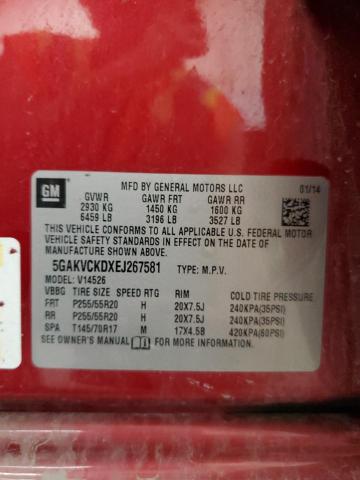 GM
MFD BY GENERAL MOTORS LLC 01/14
GVWR GAWR FRT GAWR RR
2930 KG 1450 KG 1600 KG
6459 LB 3196 LB 3527 LB
THIS VEHICLE CONFORMS TO ALL APPLICABLE U.S. FEDERAL MOTOR
VEHICLE SAFETY STANDARDS IN EFFECT ON THE DATE OF
MANUFACTURE SHOWN ABOVE.
5GAKVCKDXEJ267581 TYPE: M.P.V.
MODEL: V14526
VBBG TIRE SIZE SPEED RTG RIM COLD TIRE PRESSURE
FRT P255/55R20 H 20X7.5J 240KPA(35PSI)
RR P255/55R20 H 20X7.5J 240KPA(35PSI)
SPA T145/70R17 M 17X4.5B 420KPA(60PSI)
SEE OWNER'S MANUAL FOR MORE INFORMATION.